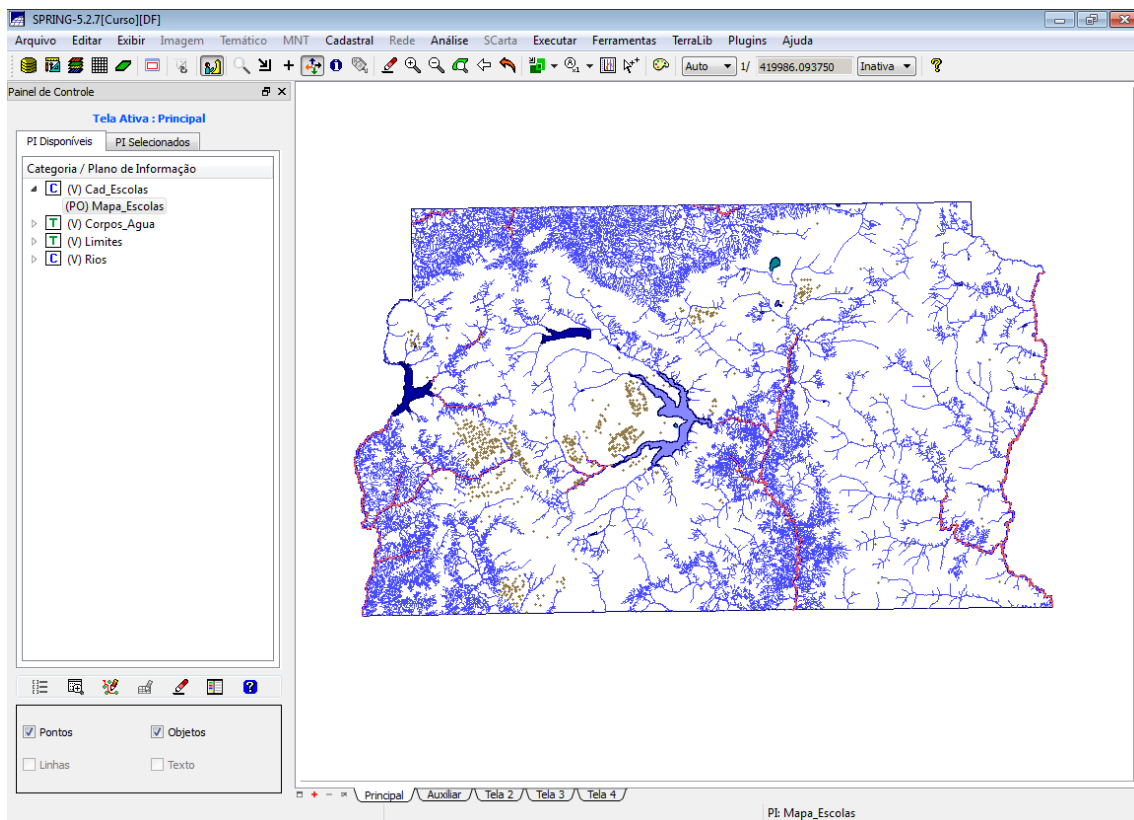 SPRING-5.2.7[Curso][DF]
Arquivo Editar Exibir Imagem Temático MNT Cadastral Rede Análise SCarta Executar Ferramentas TerraLib Plugins Ajuda
Auto 1/ 419986.093750 Inativa
Painel de Controle
Tela Ativa : Principal
PI Disponíveis PI Selecionados
Categoria / Plano de Informação
C (V) Cad_Escolas
(PO) Mapa_Escolas
T (V) Corpos_Agua
T (V) Limites
C (V) Rios
Pontos Objetos
Linhas Texto
Principal Auxiliar Tela 2 Tela 3 Tela 4
PI: Mapa_Escolas